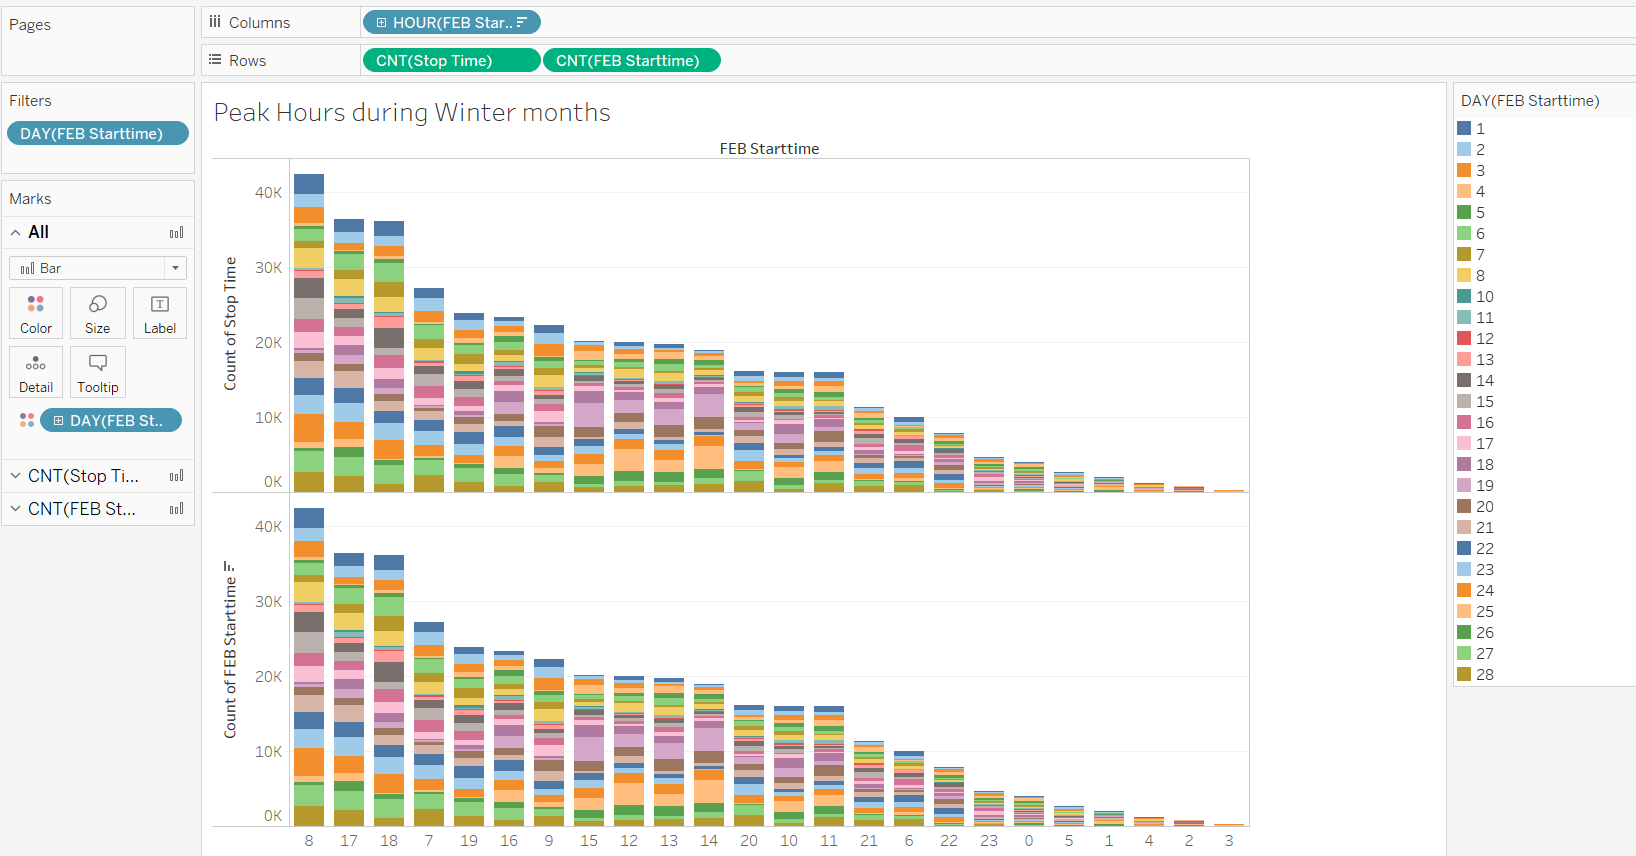 Pages
Columns
HOUR(FEB Star..
Rows
CNT(Stop Time)
CNT(FEB Starttime)
Filters
DAY(FEB Starttime)
Marks
All
Bar
Color
Size
Label
Detail
Tooltip
DAY(FEB St..
CNT(Stop Ti...
CNT(FEB St...
Peak Hours during Winter months
FEB Starttime
Count of Stop Time
40K
30K
20K
10K
0K
Count of FEB Starttime
40K
30K
20K
10K
0K
8 17 18 7 19 16 9 15 12 13 14 20 10 11 21 6 22 23 0 5 1 4 2 3
DAY(FEB Starttime)
1
2
3
4
5
6
7
8
10
11
12
13
14
15
16
17
18
19
20
21
22
23
24
25
26
27
28